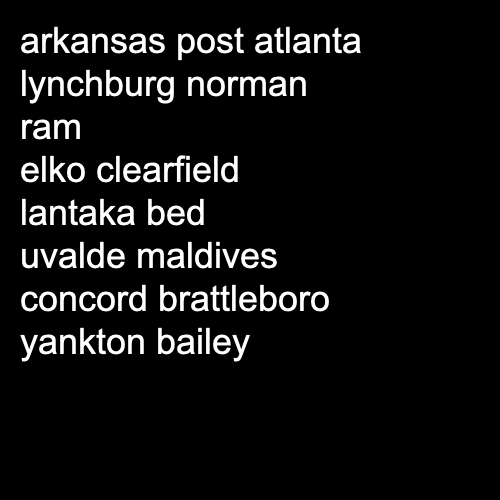 arkansas post atlanta
lynchburg norman
ram
elko clearfield
lantaka bed
uvalde maldives
concord brattleboro
yankton bailey